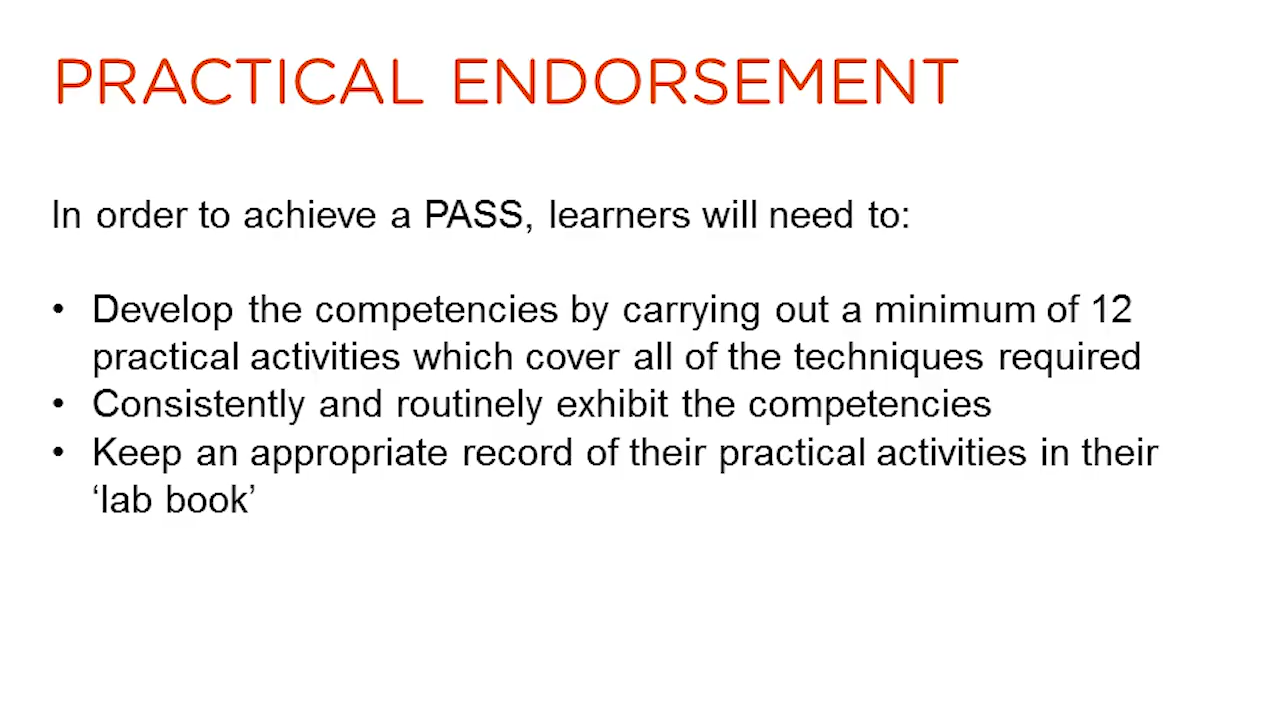 PRACTICAL ENDORSEMENT
In order to achieve a PASS, learners will need to:
• Develop the competencies by carrying out a minimum of 12
practical activities which cover all of the techniques required
• Consistently and routinely exhibit the competencies
• Keep an appropriate record of their practical activities in their
‘lab book’